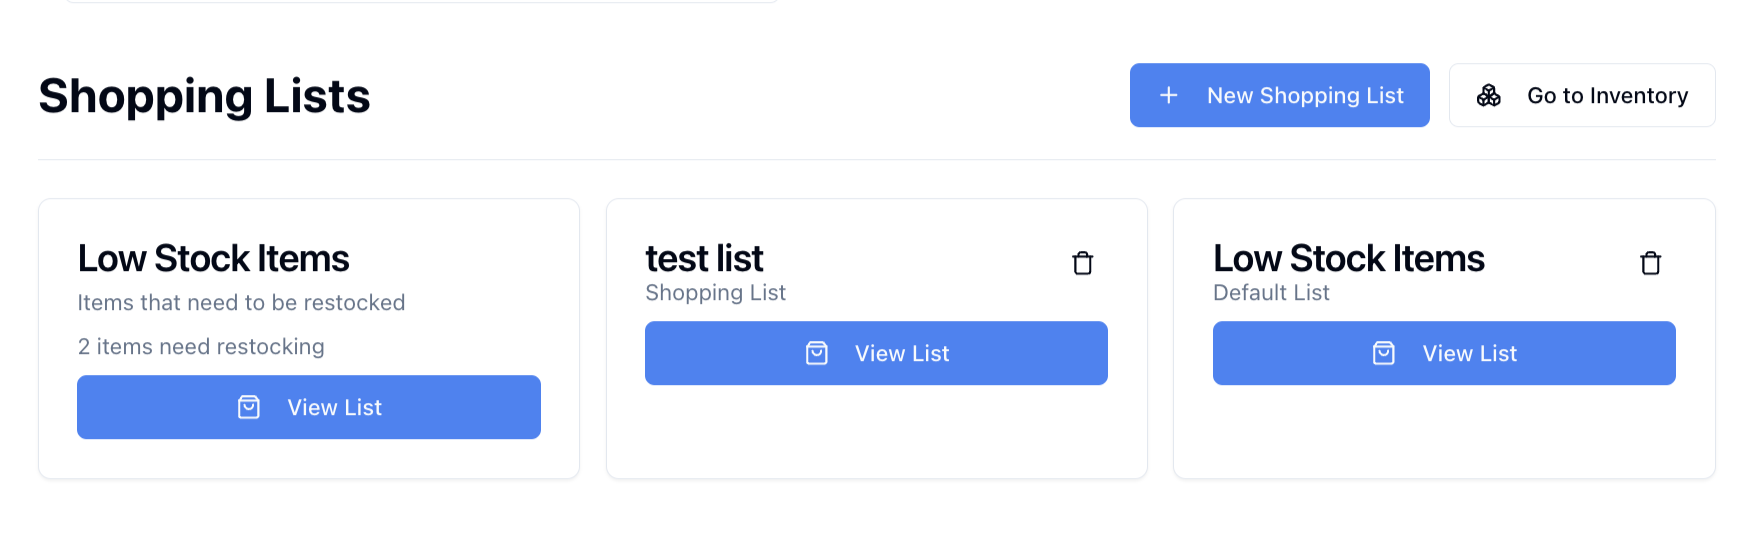 Shopping Lists
New Shopping List
Go to Inventory
Low Stock Items
Items that need to be restocked
2 items need restocking
View List
test list
Shopping List
View List
Low Stock Items
Default List
View List